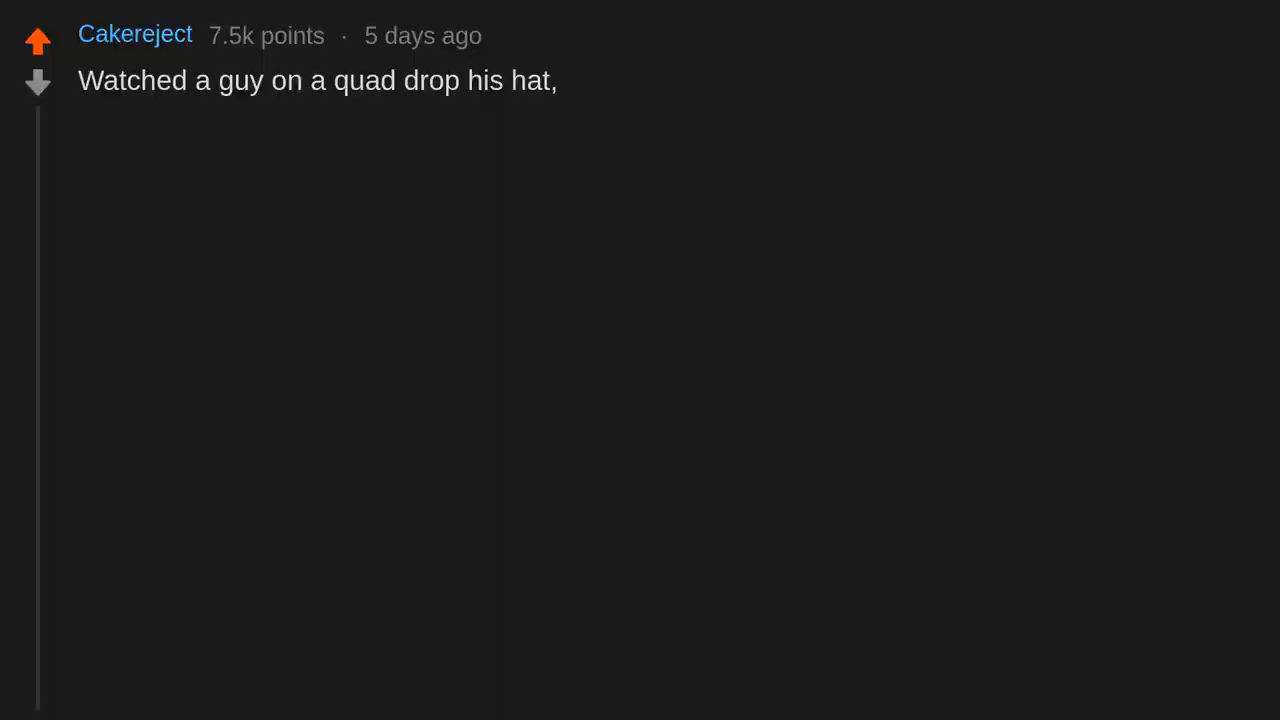 Cakereject 7.5k points · 5 days ago
Watched a guy on a quad drop his hat,